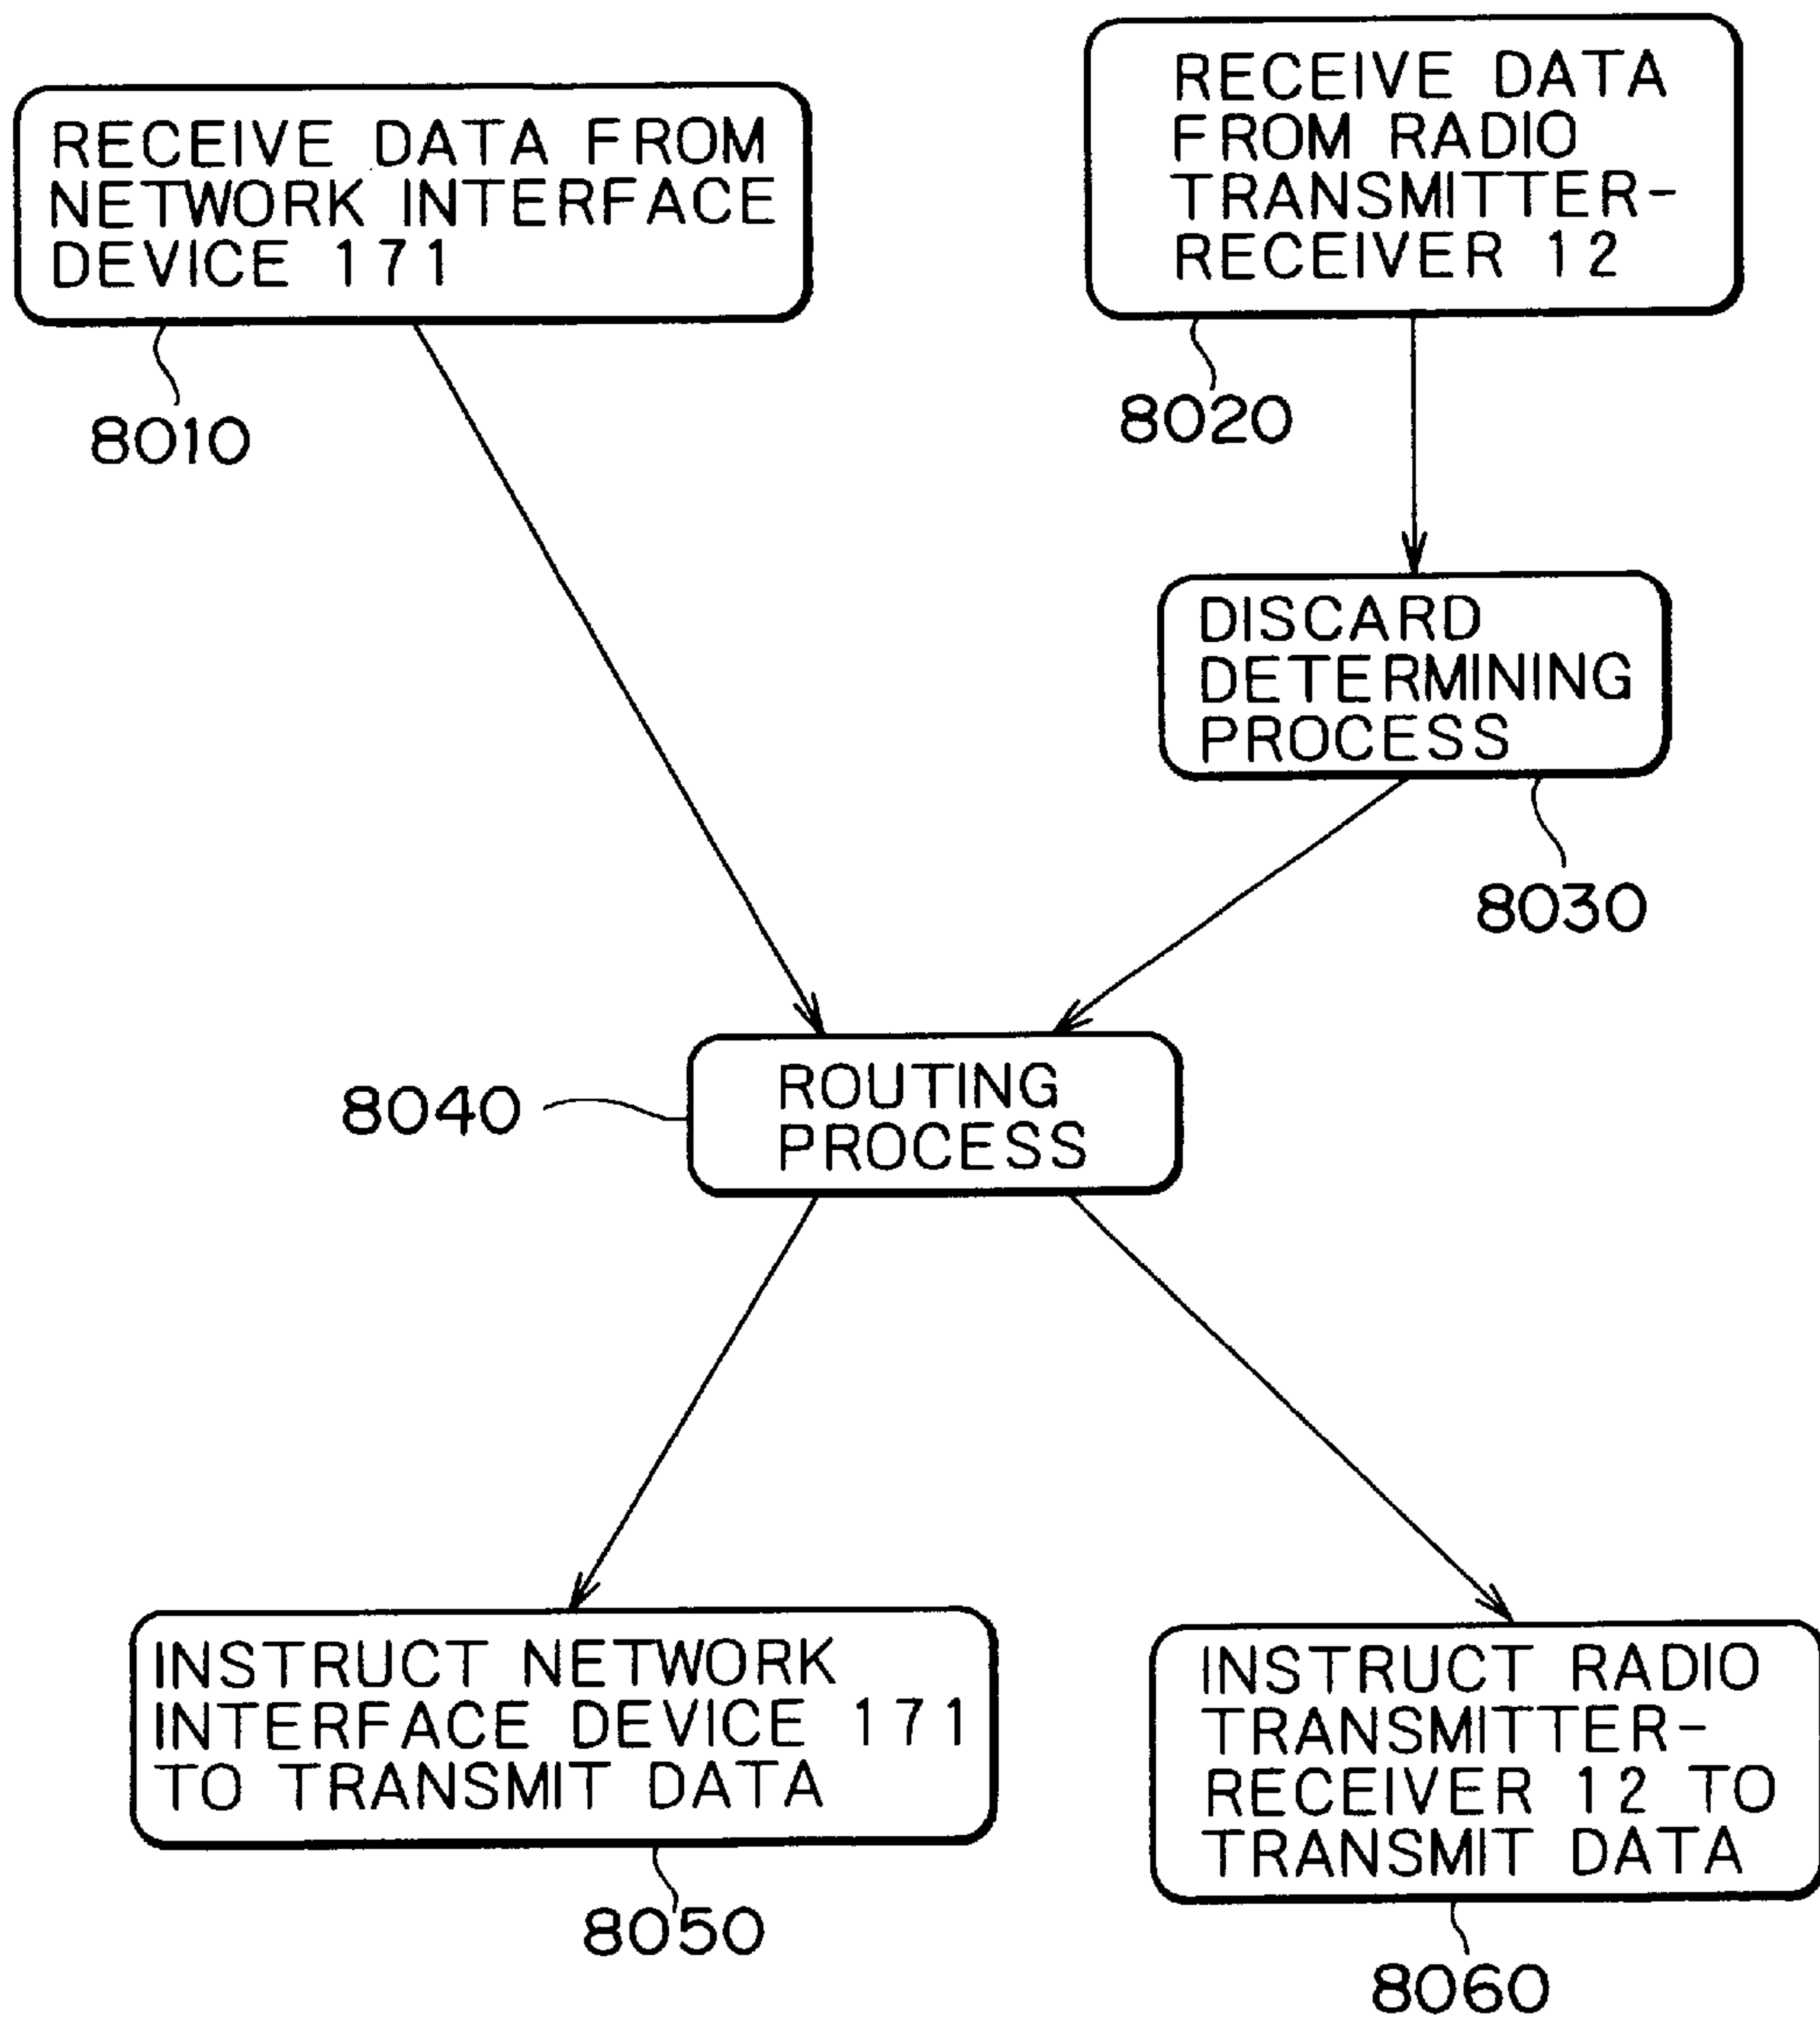 RECEIVE DATA FROM
NETWORK INTERFACE
DEVICE 171
8010
RECEIVE DATA
FROM RADIO
TRANSMITTER-
RECEIVER 12
8020
DISCARD
DETERMINING
PROCESS
8030
ROUTING
PROCESS
8040
INSTRUCT NETWORK
INTERFACE DEVICE 171
TO TRANSMIT DATA
8050
INSTRUCT RADIO
TRANSMITTER-
RECEIVER 12 TO
TRANSMIT DATA
8060